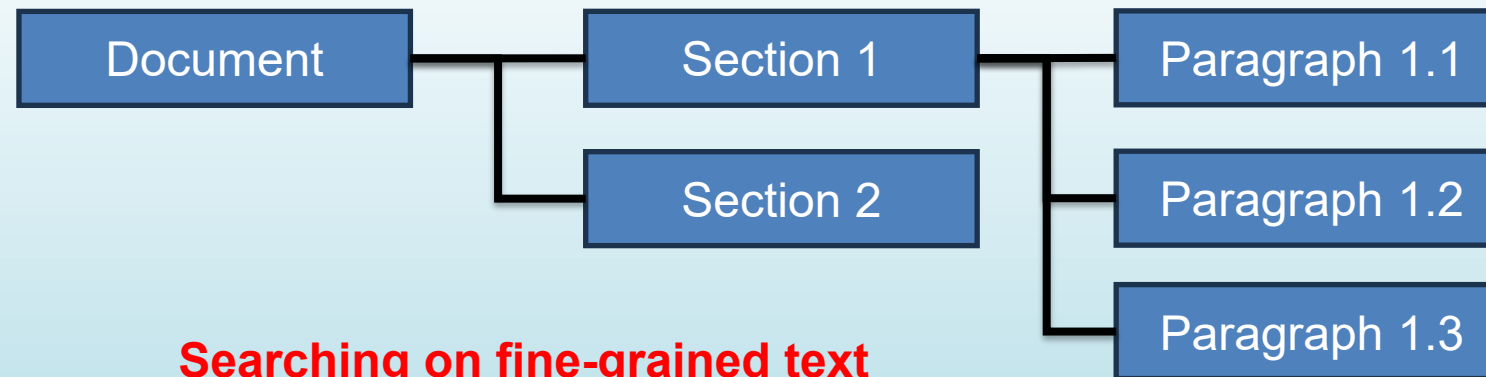 Document
Section 1
Paragraph 1.1
Section 2
Paragraph 1.2
Paragraph 1.3
Searching on fine-grained text